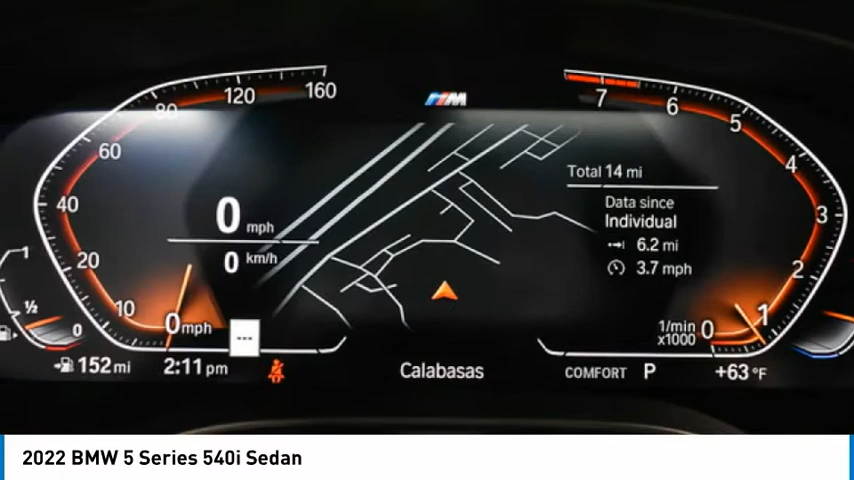 80 120 160
60
40
20
10
0 mph
1
½
0
0 mph
0 km/h
M
7
6
5
4
3
2
1
0
1/min
x1000
Total 14 mi
Data since
Individual
6.2 mi
3.7 mph
---
152 mi
2:11 pm
Calabasas
COMFORT P
+63 °F
2022 BMW 5 Series 540i Sedan